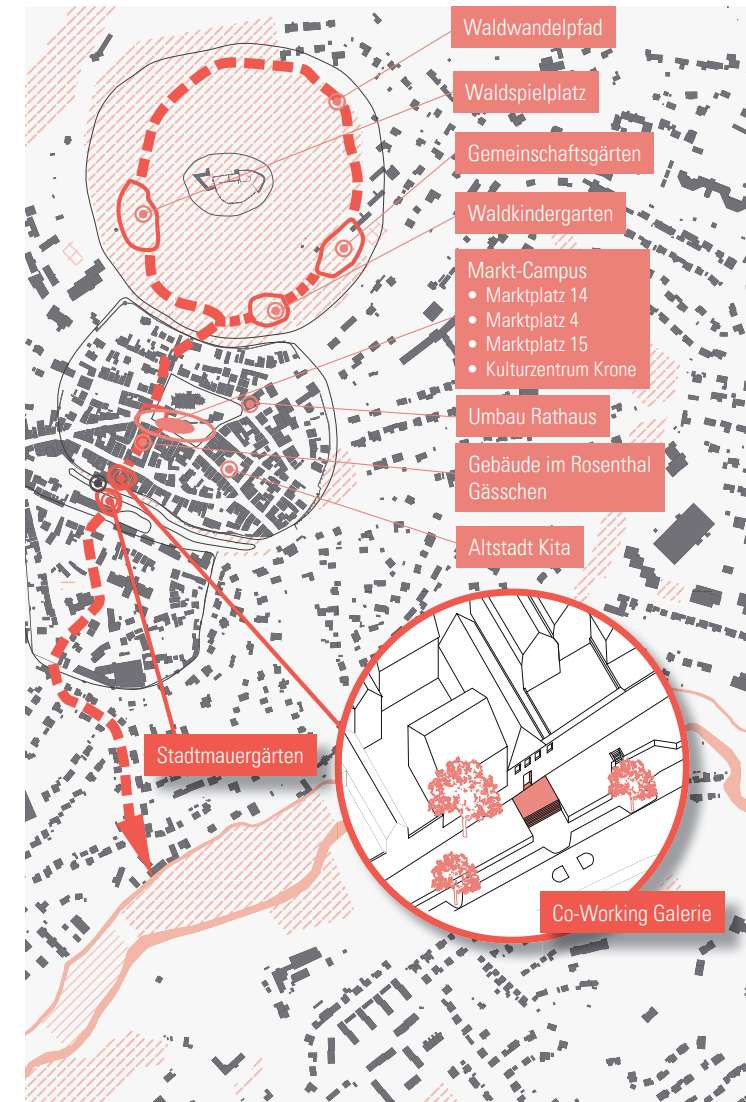 Waldwandelpfad
Waldspielplatz
Gemeinschaftsgärten
Waldkindergarten
Markt-Campus
• Marktplatz 14
• Marktplatz 4
• Marktplatz 15
• Kulturzentrum Krone
Umbau Rathaus
Gebäude im Rosenthal
Gässchen
Altstadt Kita
Stadtmauergärten
Co-Working Galerie